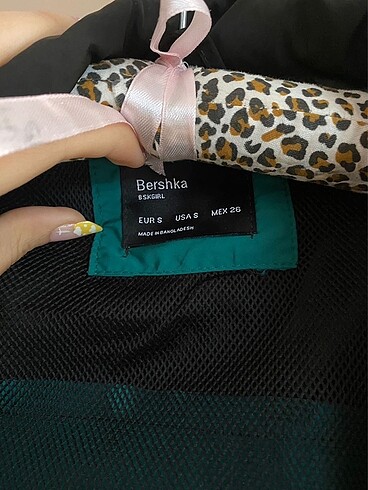 Bershka
BSKGIRL
EUR S USA S MEX 26
MADE IN BANGLADESH